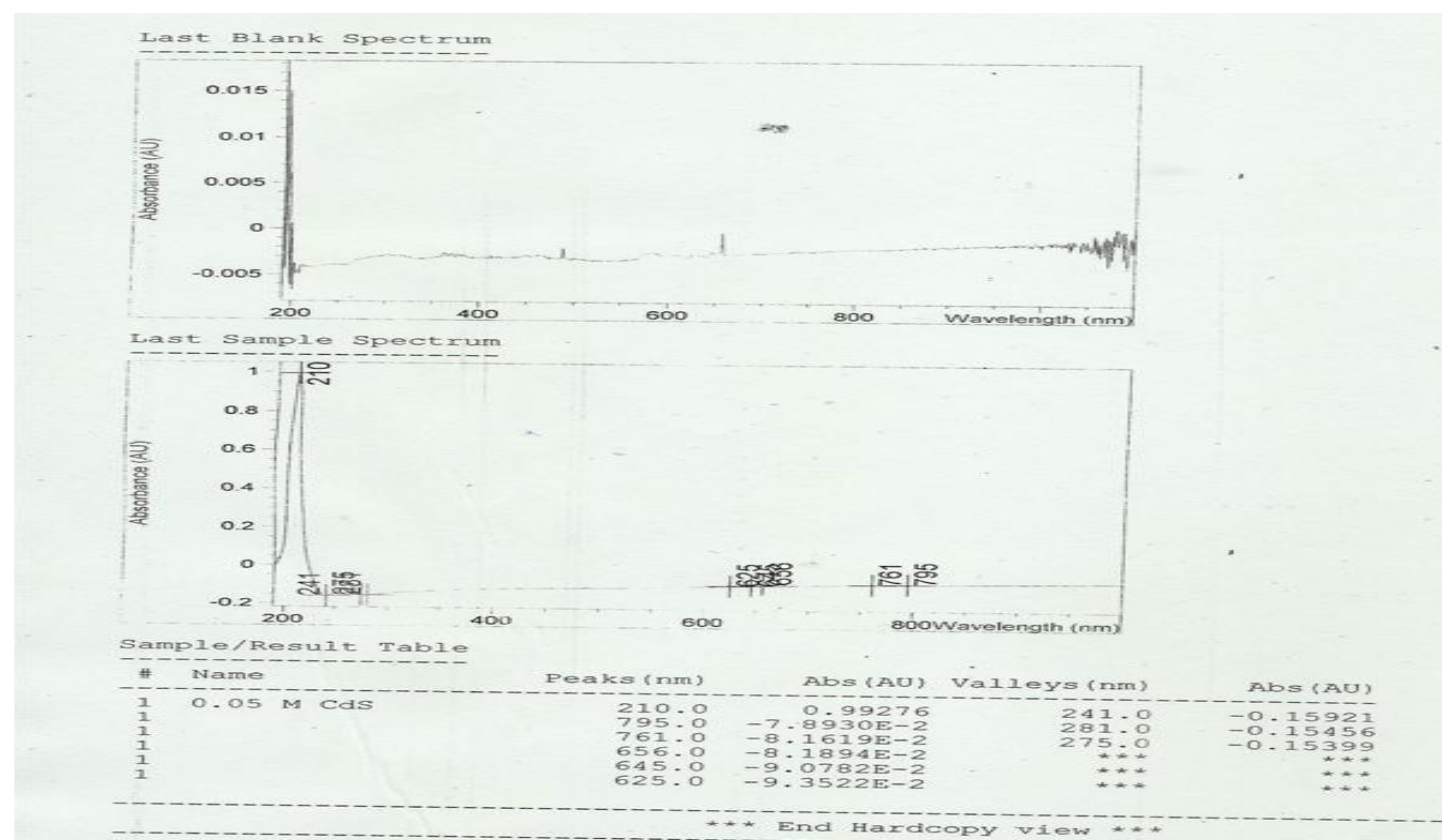 Last Blank Spectrum
Absorbance (AU)
0.015
0.01
0.005
0
-0.005
200 400 600 800 Wavelength (nm)
Last Sample Spectrum
Absorbance (AU)
1
0.8
0.6
0.4
0.2
0
-0.2
210
241
625
656
761
795
200 400 600 800 Wavelength (nm)
Sample/Result Table
# Name Peaks(nm) Abs(AU) Valleys(nm) Abs(AU)
1 0.05 M CdS 210.0 0.99276 241.0 -0.15921
1 795.0 -7.8930E-2 281.0 -0.15456
1 761.0 -8.1619E-2 275.0 -0.15399
1 656.0 -8.1894E-2 *** ***
1 645.0 -9.0782E-2 *** ***
1 625.0 -9.3522E-2 *** ***
*** End Hardcopy view ***